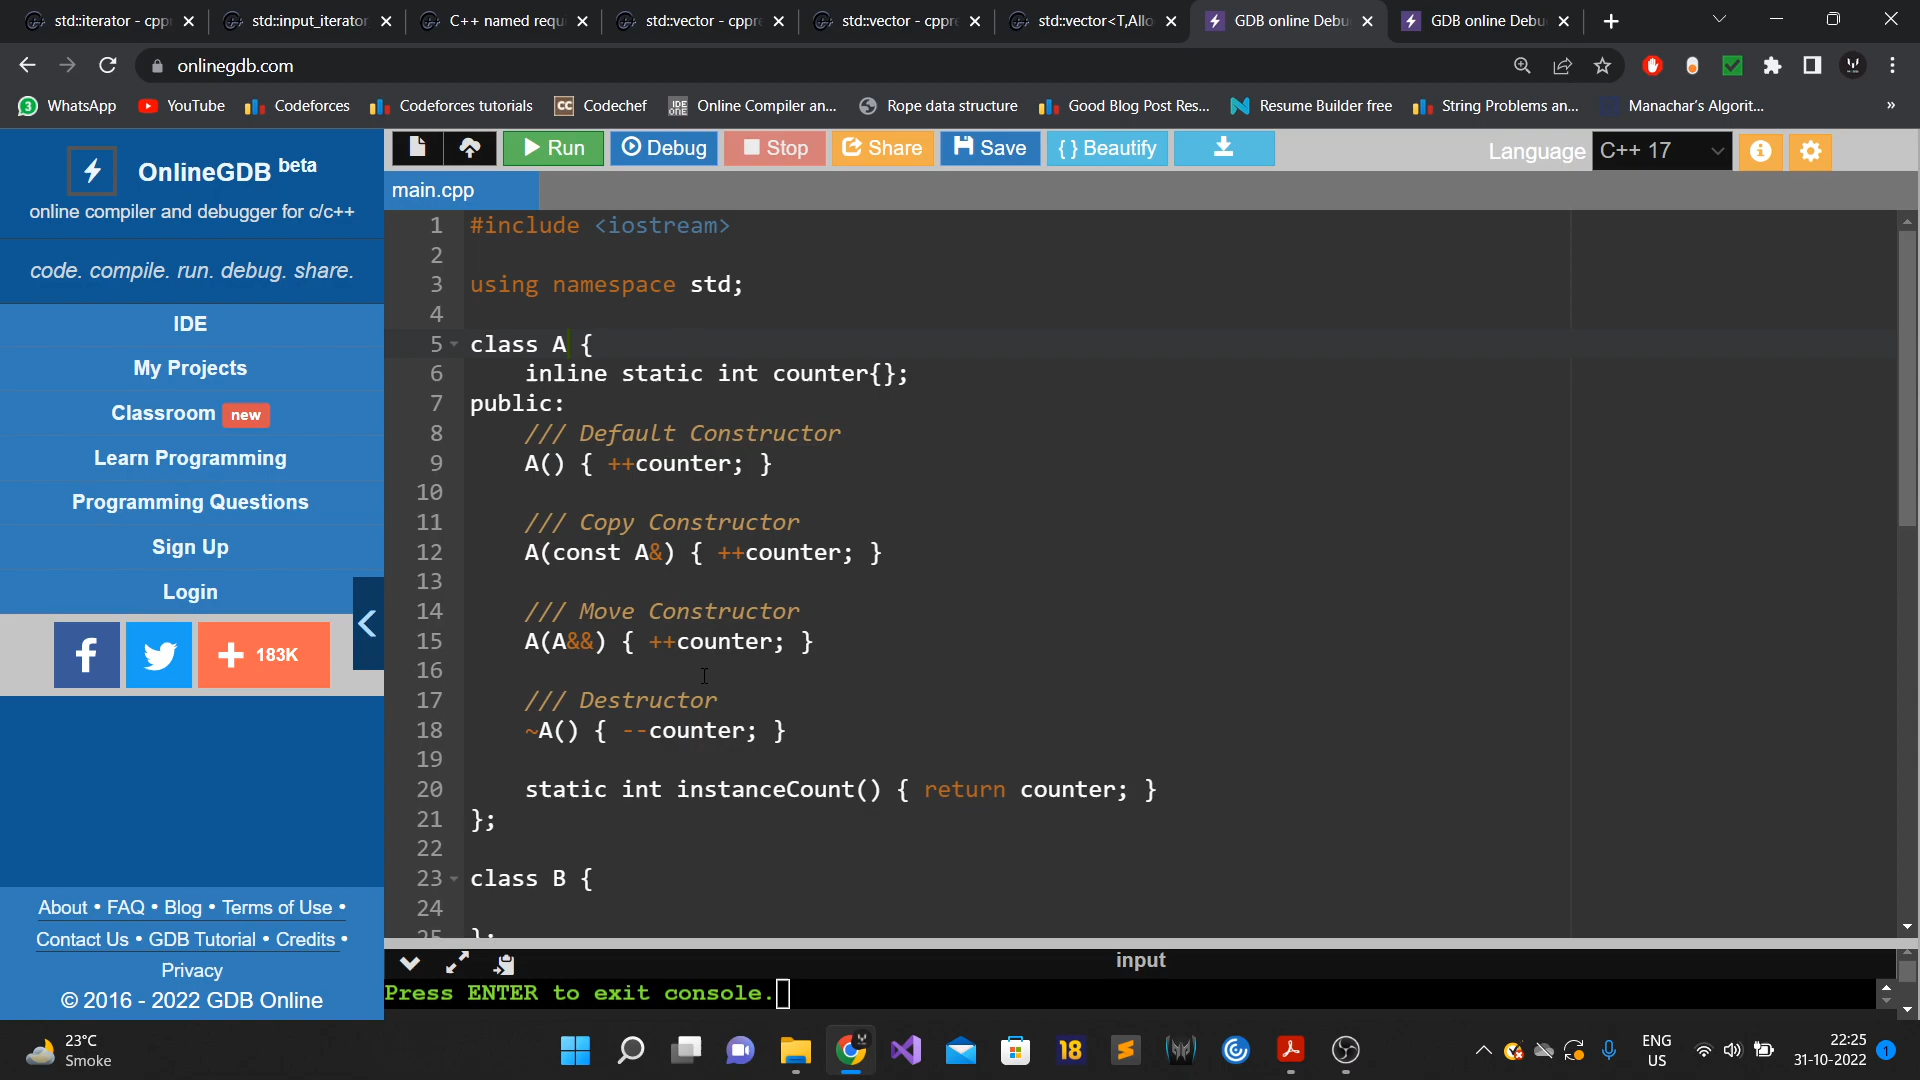 std::iterator - cpp
std::input_iterator
C++ named requ
std::vector - cppre
std::vector - cppre
std::vector<T,Allo
GDB online Debu
GDB online Debu
onlinegdb.com
WhatsApp
YouTube
Codeforces
Codeforces tutorials
CC Codechef
IDE ONE Online Compiler an...
Rope data structure
Good Blog Post Res...
Resume Builder free
String Problems an...
Manachar's Algorit...
»
OnlineGDB beta
online compiler and debugger for c/c++
code. compile. run. debug. share.
IDE
My Projects
Classroom new
Learn Programming
Programming Questions
Sign Up
Login
183K
About • FAQ • Blog • Terms of Use •
Contact Us • GDB Tutorial • Credits •
Privacy
© 2016 - 2022 GDB Online
Run
Debug
Stop
Share
Save
{ } Beautify
Language C++ 17
main.cpp
1 #include <iostream>
2
3 using namespace std;
4
5 class A {
6 inline static int counter{};
7 public:
8 /// Default Constructor
9 A() { ++counter; }
10
11 /// Copy Constructor
12 A(const A&) { ++counter; }
13
14 /// Move Constructor
15 A(A&&) { ++counter; }
16
17 /// Destructor
18 ~A() { --counter; }
19
20 static int instanceCount() { return counter; }
21 };
22
23 class B {
24
25 };
input
Press ENTER to exit console.
23°C
Smoke
18
ENG
US
22:25
31-10-2022
1